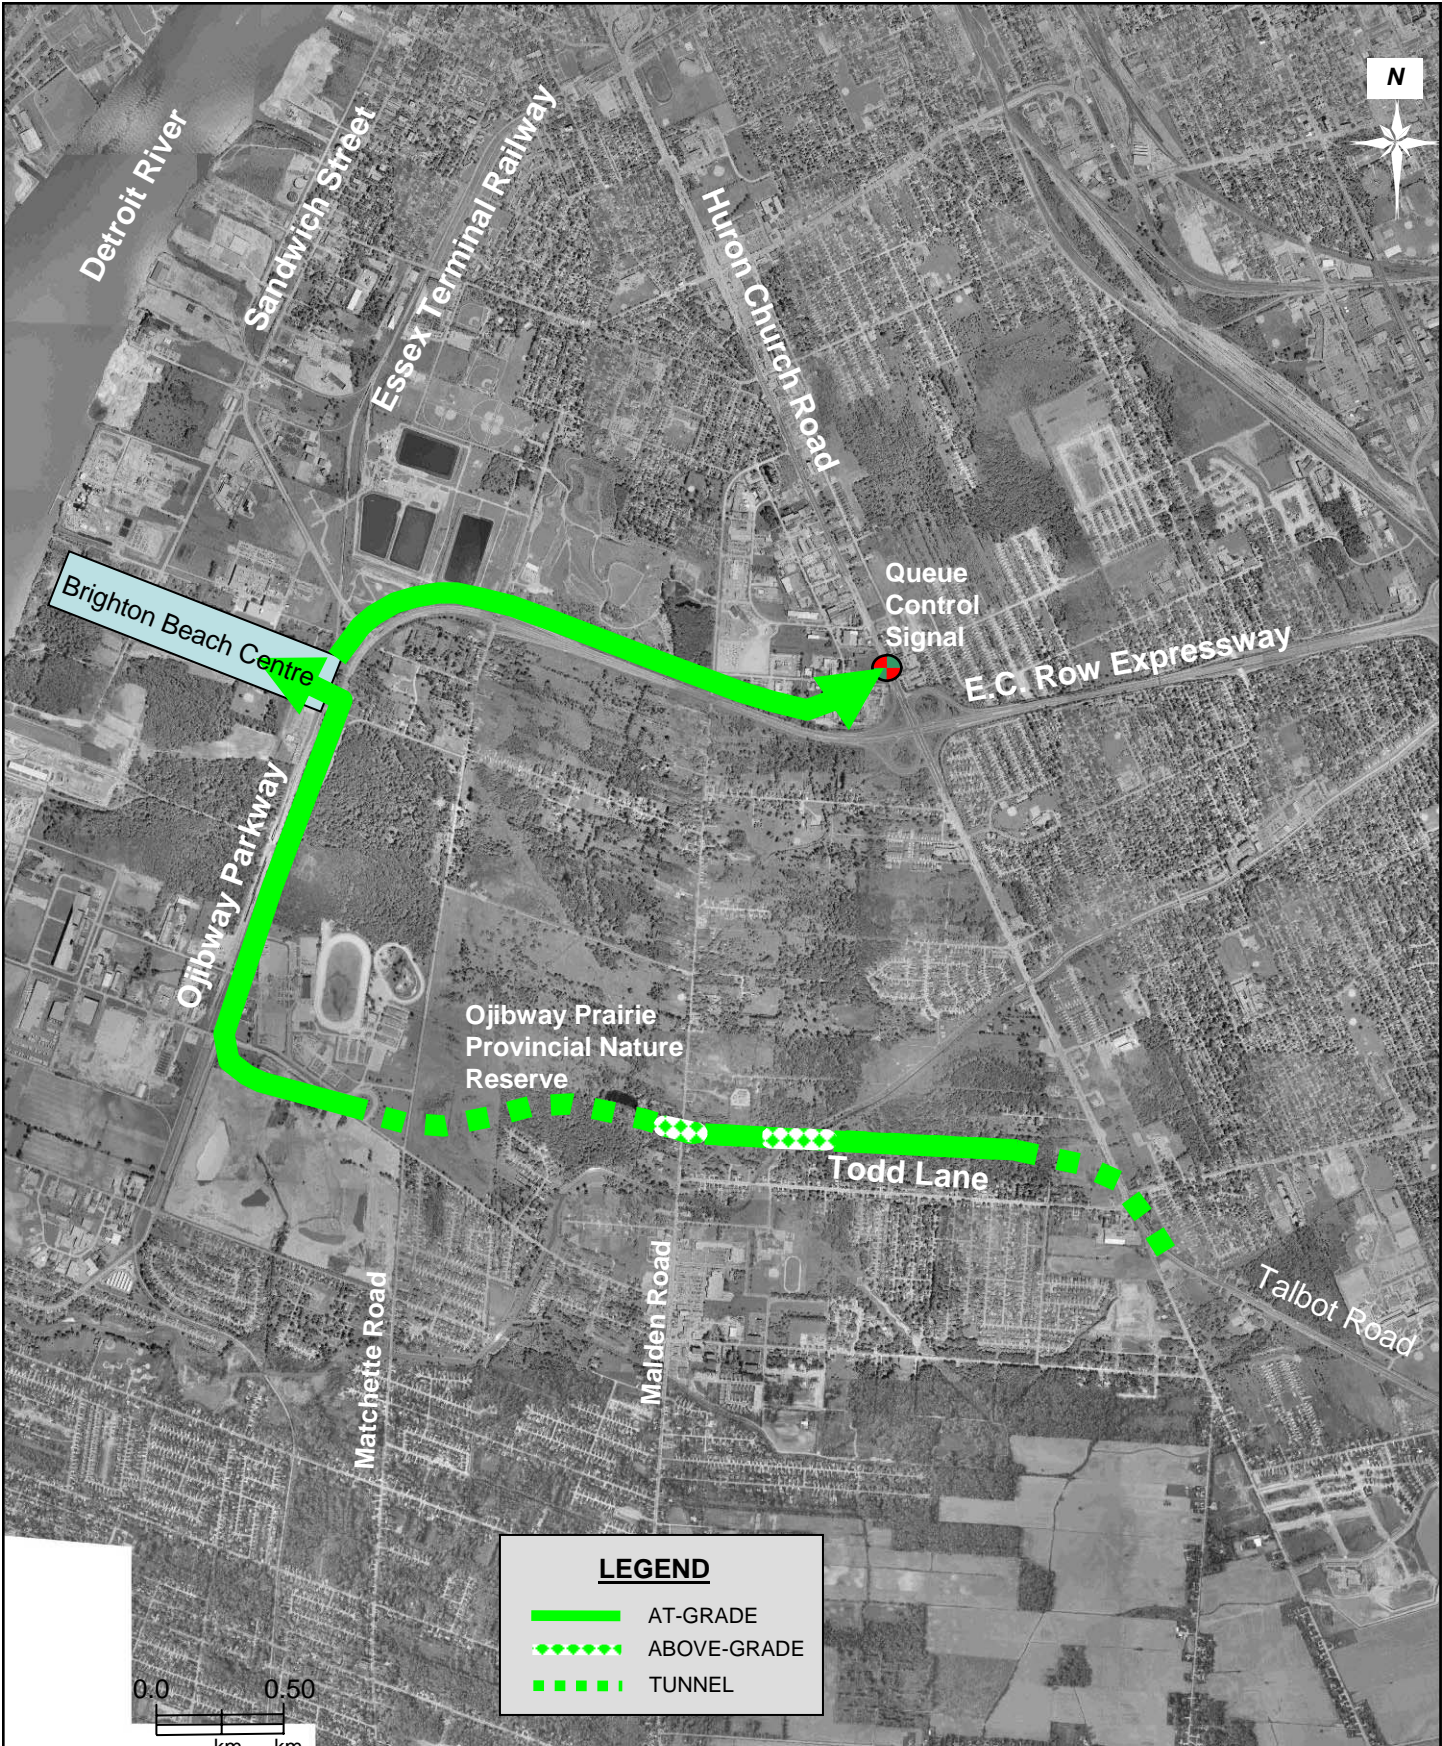 N
Detroit River
Sandwich Street
Essex Terminal Railway
Huron Church Road
Queue
Control
Signal
E.C. Row Expressway
Brighton Beach Centre
Ojibway Parkway
Ojibway Prairie
Provincial Nature
Reserve
Todd Lane
Talbot Road
Malden Road
Matchette Road
LEGEND
AT-GRADE
ABOVE-GRADE
TUNNEL
0.0 0.50
km km